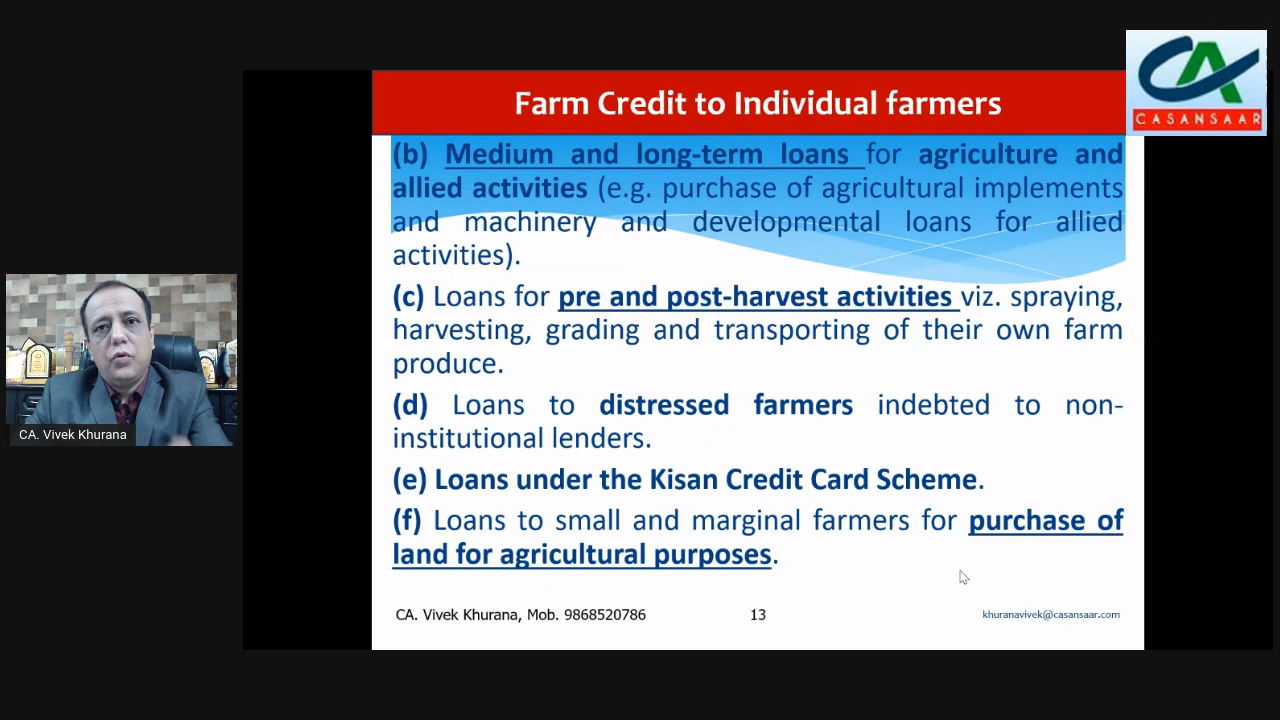 Farm Credit to Individual farmers
CASANSAAR
(b) Medium and long-term loans for agriculture and
allied activities (e.g. purchase of agricultural implements
and machinery and developmental loans for allied
activities).
(c) Loans for pre and post-harvest activities viz. spraying,
harvesting, grading and transporting of their own farm
produce.
(d) Loans to distressed farmers indebted to non-
institutional lenders.
(e) Loans under the Kisan Credit Card Scheme.
(f) Loans to small and marginal farmers for purchase of
land for agricultural purposes.
CA. Vivek Khurana, Mob. 9868520786 13 khuranavivek@casansaar.com
CA. Vivek Khurana